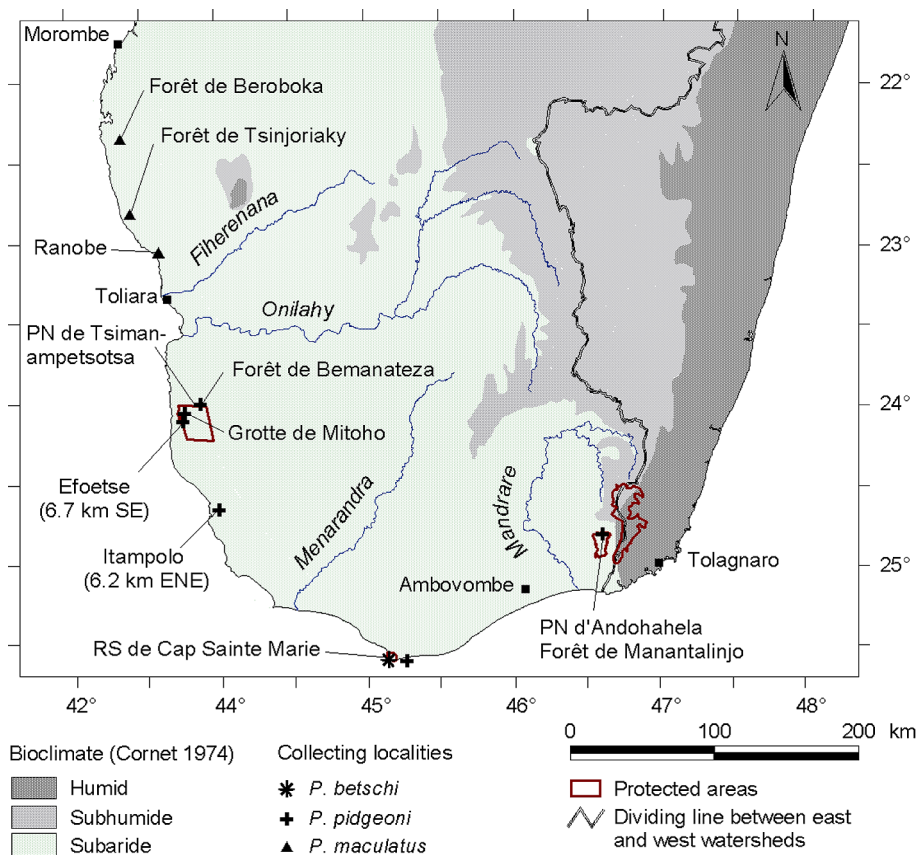 Morombe
N
22°
Forêt de Beroboka
Forêt de Tsinjoriaky
Fiherenana
Ranobe
23°
Toliara
Onilahy
PN de Tsiman-
ampetsotsa
Forêt de Bemanateza
24°
Grotte de Mitoho
Efoetse
(6.7 km SE)
Menarandra
Mandrare
Itampolo
(6.2 km ENE)
Tolagnaro
25°
Ambovombe
PN d'Andohahela
Forêt de Manantalinjo
RS de Cap Sainte Marie
42° 44° 45° 46° 47° 48°
0 100 200 km
Bioclimate (Cornet 1974)
Humid
Subhumide
Subaride
Collecting localities
P. betschi
P. pidgeoni
P. maculatus
Protected areas
Dividing line between east
and west watersheds